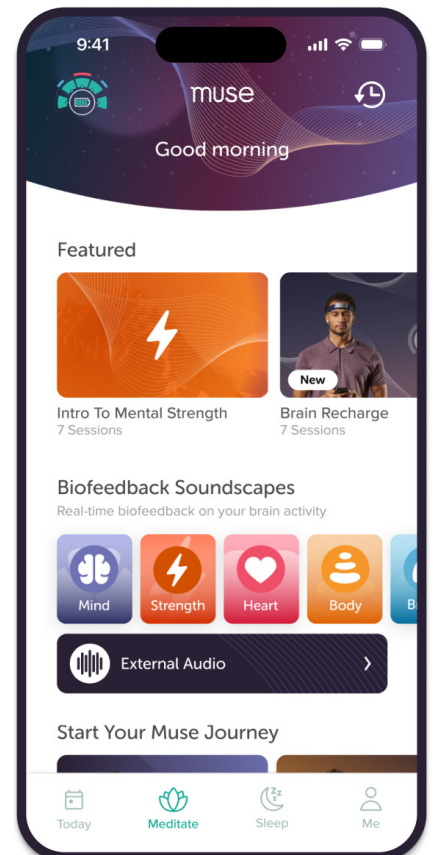 9:41
muse
Good morning
Featured
New
Intro To Mental Strength
7 Sessions
Brain Recharge
7 Sessions
Biofeedback Soundscapes
Real-time biofeedback on your brain activity
Mind
Strength
Heart
Body
External Audio
Start Your Muse Journey
Today
Meditate
Sleep
Me